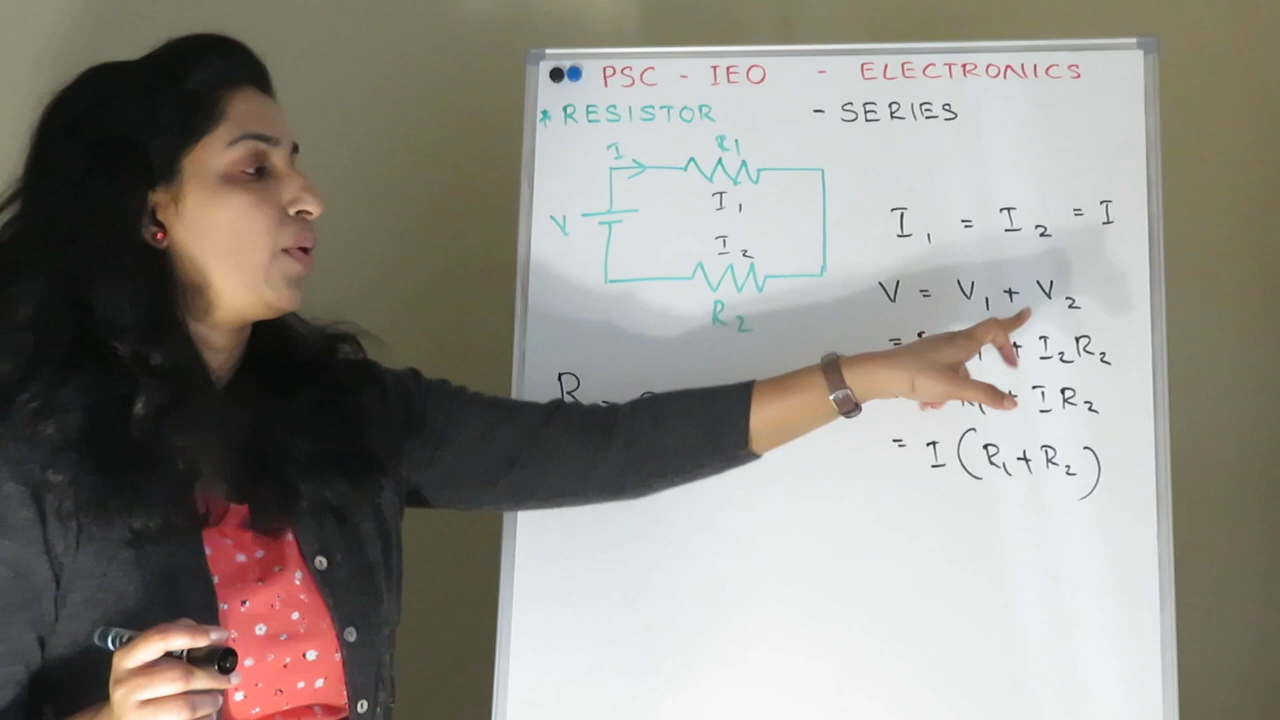 PSC - IEO - ELECTRONICS
* RESISTOR - SERIES
I R1
V I1
I2
R2
I1 = I2 = I
V = V1 + V2
= + I2R2
= + IR2
= I (R1 + R2)
R